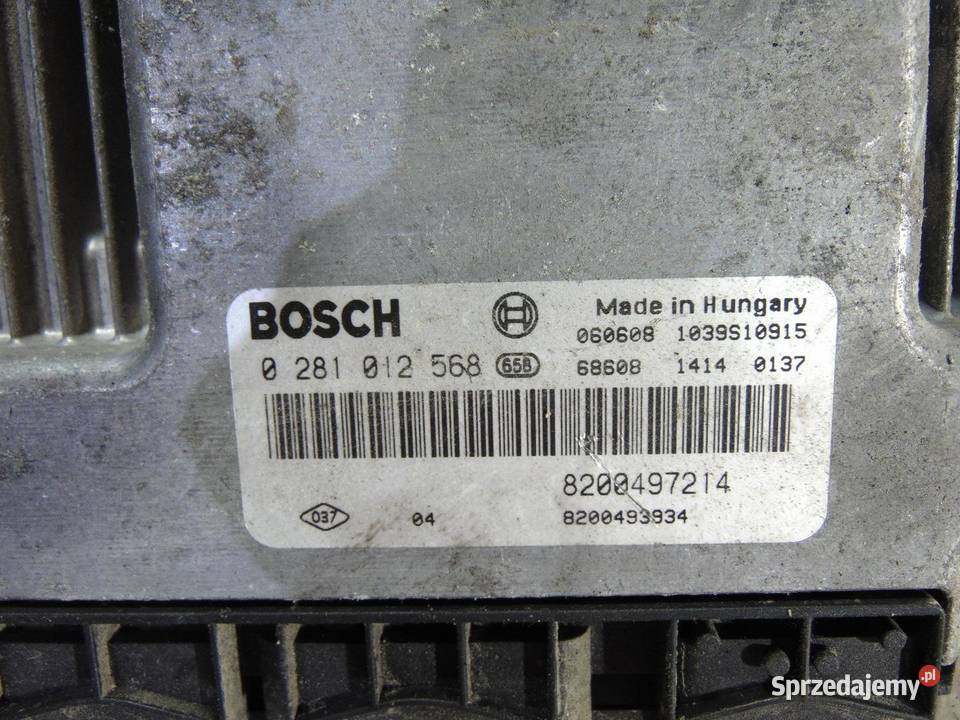 BOSCH
Made in Hungary
060608 1039S10915
0 281 012 568 65B
68608 1414 0137
8200497214
037 04 8200493934
Sprzedajemy.pl